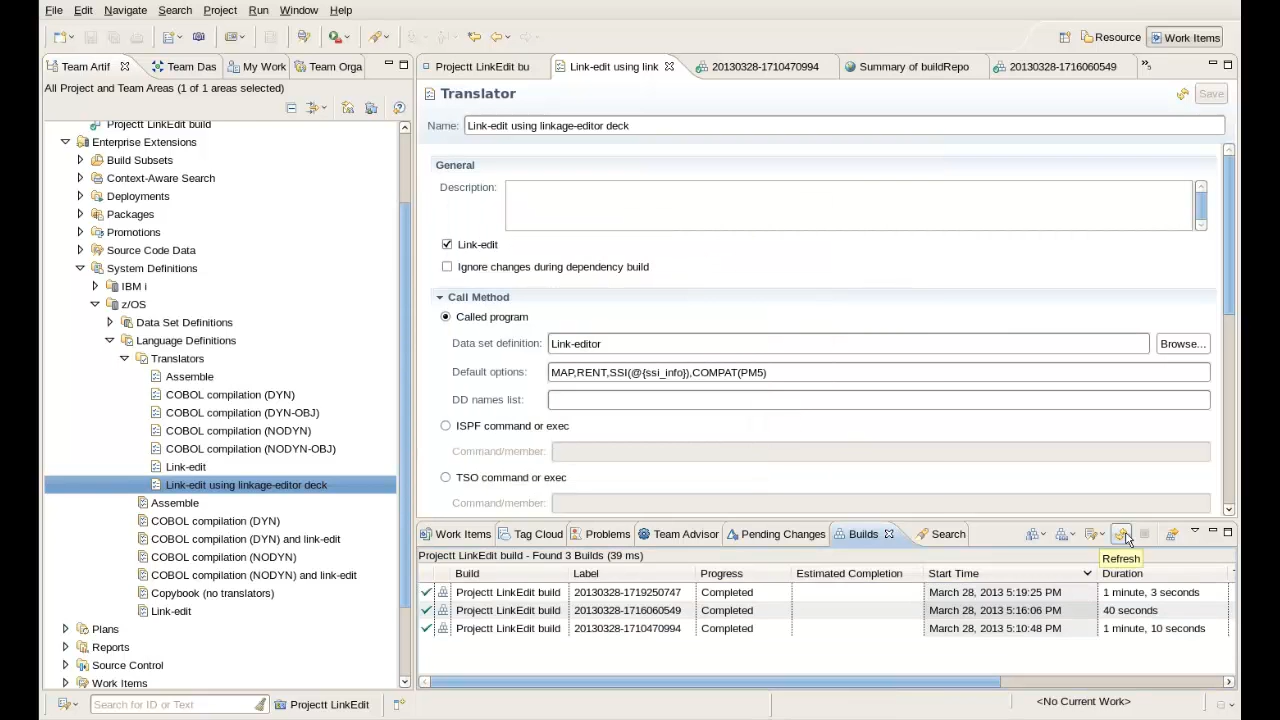 File Edit Navigate Search Project Run Window Help
Resource Work Items
Team Artif Team Das My Work Team Orga
All Project and Team Areas (1 of 1 areas selected)
Projectt LinkEdit build
Enterprise Extensions
Build Subsets
Context-Aware Search
Deployments
Packages
Promotions
Source Code Data
System Definitions
IBM i
z/OS
Data Set Definitions
Language Definitions
Translators
Assemble
COBOL compilation (DYN)
COBOL compilation (DYN-OBJ)
COBOL compilation (NODYN)
COBOL compilation (NODYN-OBJ)
Link-edit
Link-edit using linkage-editor deck
Assemble
COBOL compilation (DYN)
COBOL compilation (DYN) and link-edit
COBOL compilation (NODYN)
COBOL compilation (NODYN) and link-edit
Copybook (no translators)
Link-edit
Plans
Reports
Source Control
Work Items
Projectt LinkEdit bu Link-edit using link 20130328-1710470994 Summary of buildRepo 20130328-1716060549
Translator Save
Name: Link-edit using linkage-editor deck
General
Description:
Link-edit
Ignore changes during dependency build
Call Method
Called program
Data set definition: Link-editor Browse...
Default options: MAP,RENT,SSI(@{ssi_info}),COMPAT(PM5)
DD names list:
ISPF command or exec
Command/member:
TSO command or exec
Command/member:
Work Items Tag Cloud Problems Team Advisor Pending Changes Builds Search
Projectt LinkEdit build - Found 3 Builds (39 ms) Refresh
Build Label Progress Estimated Completion Start Time Duration
Projectt LinkEdit build 20130328-1719250747 Completed March 28, 2013 5:19:25 PM 1 minute, 3 seconds
Projectt LinkEdit build 20130328-1716060549 Completed March 28, 2013 5:16:06 PM 40 seconds
Projectt LinkEdit build 20130328-1710470994 Completed March 28, 2013 5:10:48 PM 1 minute, 10 seconds
Search for ID or Text Projectt LinkEdit <No Current Work>